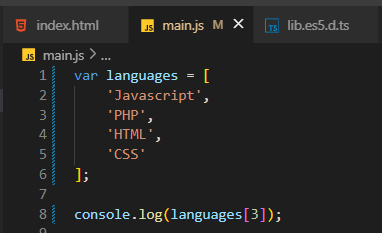 index.html
main.js M
lib.es5.d.ts
main.js > ...
1 var languages = [
2 'Javascript',
3 'PHP',
4 'HTML',
5 'CSS'
6 ];
7
8 console.log(languages[3]);